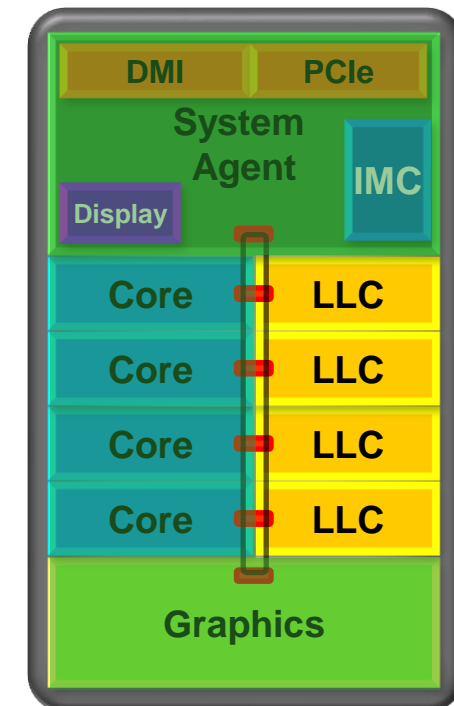 DMI PCIe
System
Agent
IMC
Display
Core LLC
Core LLC
Core LLC
Core LLC
Graphics